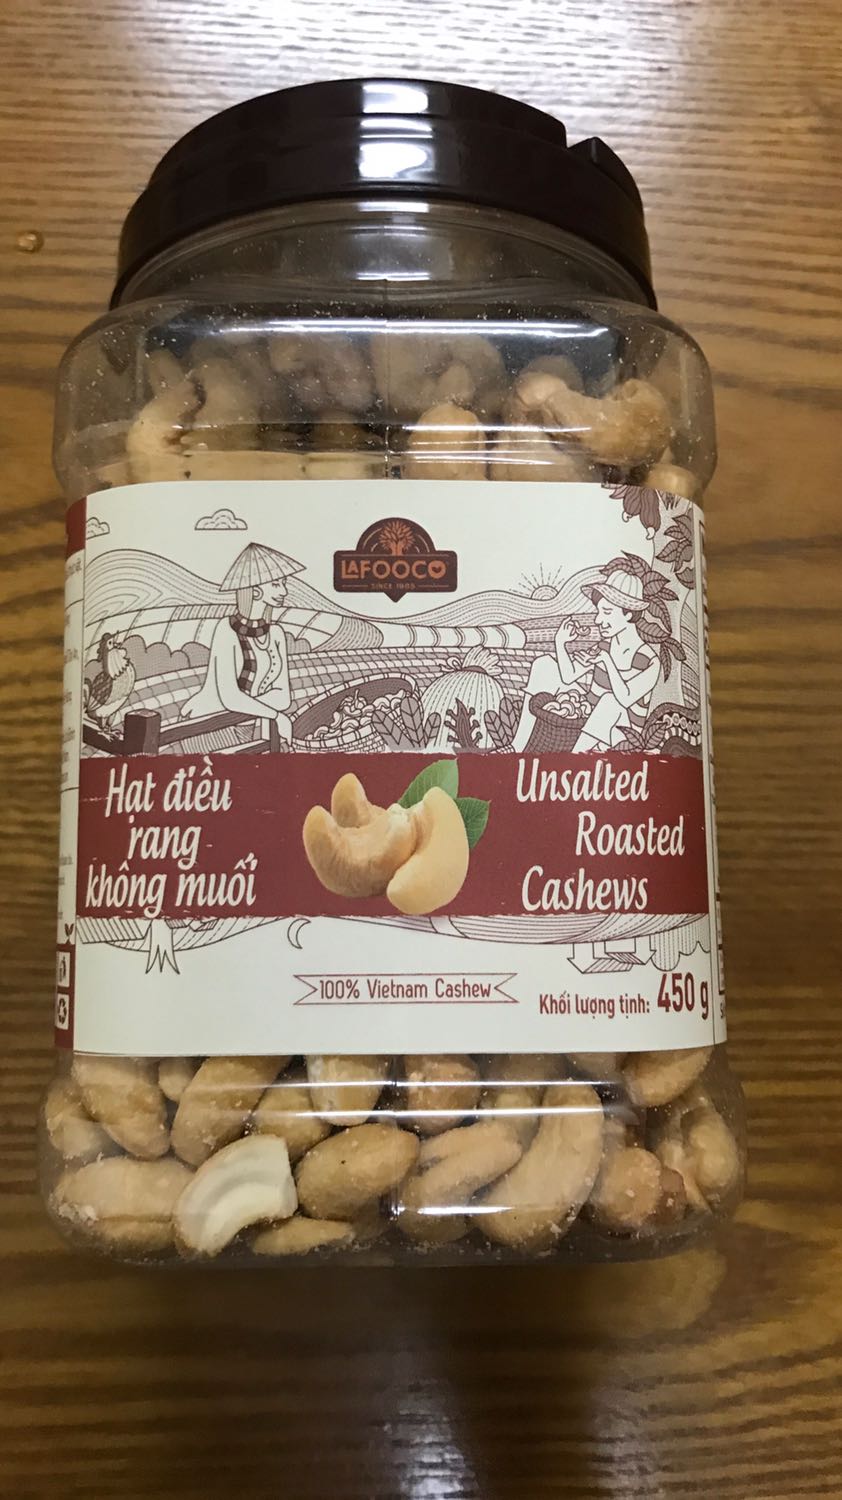 LAFOOCO
SINCE 1985
Hạt điều
rang
không muối
Unsalted
Roasted
Cashews
100% Vietnam Cashew
Khối lượng tịnh: 450 g